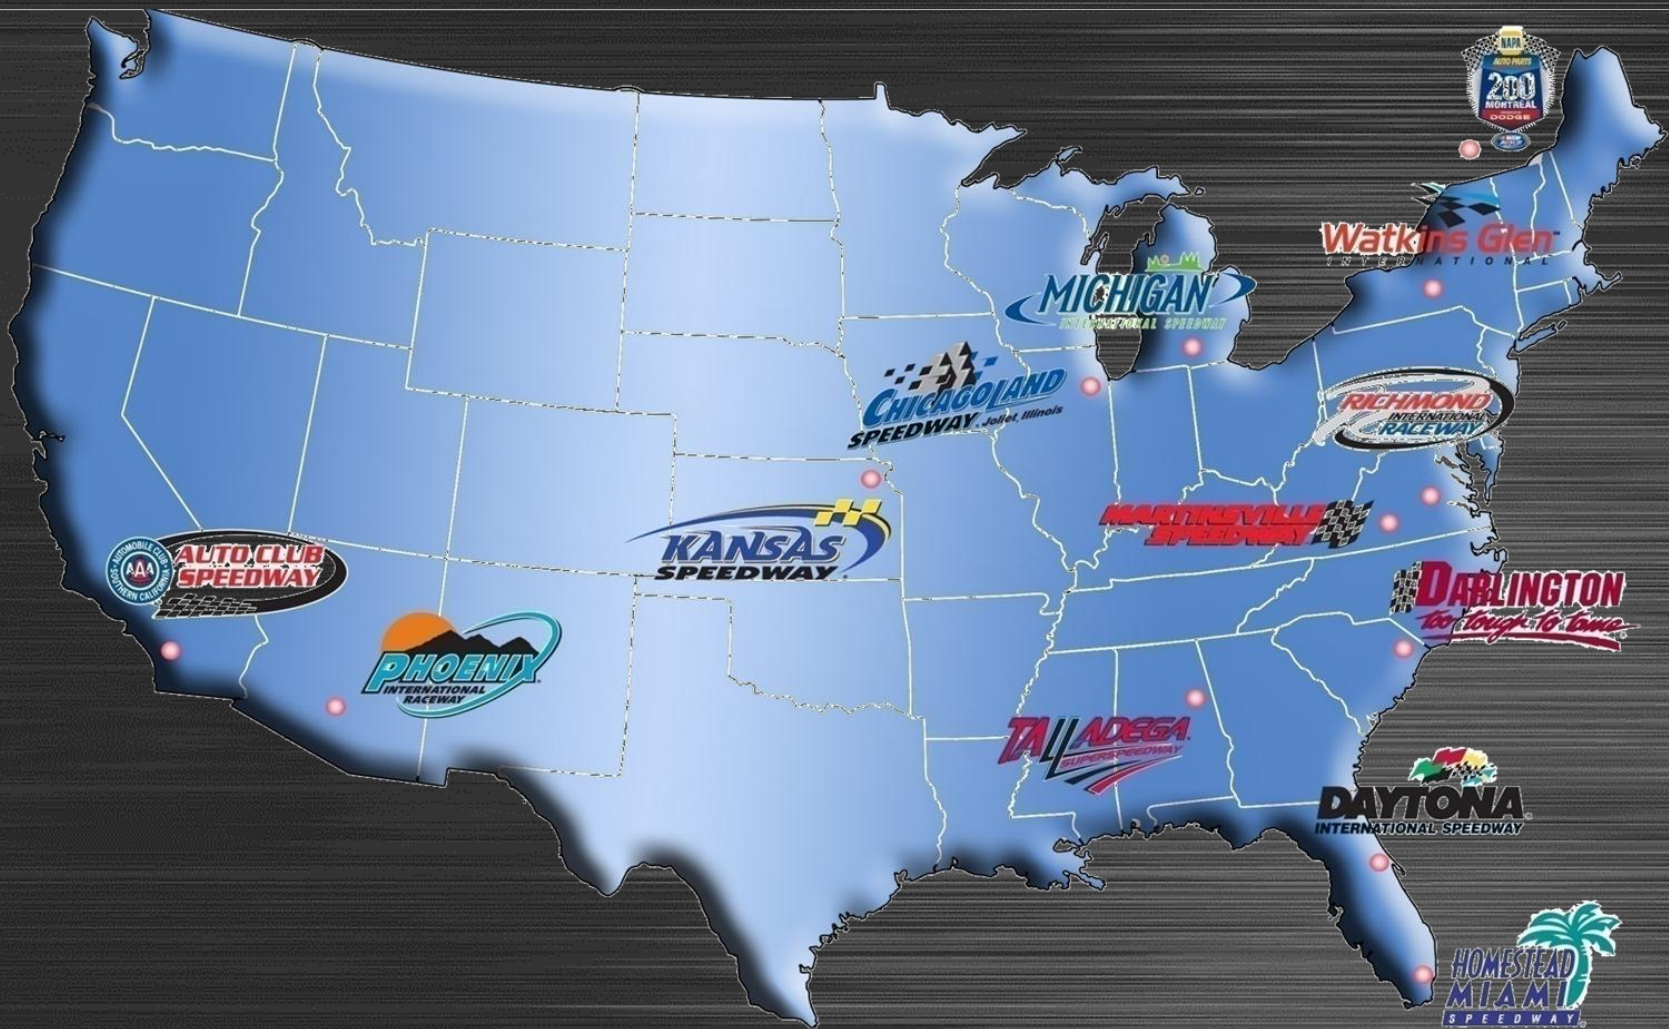 NAPA
AUTO PARTS
200
MONTREAL
DODGE
Watkins Glen
INTERNATIONAL
MICHIGAN
INTERNATIONAL SPEEDWAY
CHICAGOLAND
SPEEDWAY. Joliet, Illinois
RICHMOND
INTERNATIONAL
RACEWAY
KANSAS
SPEEDWAY
MARTINSVILLE
SPEEDWAY
AUTOMOBILE CLUB
AAA
SOUTHERN CALIFORNIA
AUTO CLUB
SPEEDWAY
DARLINGTON
too tough to tame
PHOENIX
INTERNATIONAL
RACEWAY
TALLADEGA
SUPERSPEEDWAY
DAYTONA
INTERNATIONAL SPEEDWAY
HOMESTEAD
MIAMI
SPEEDWAY